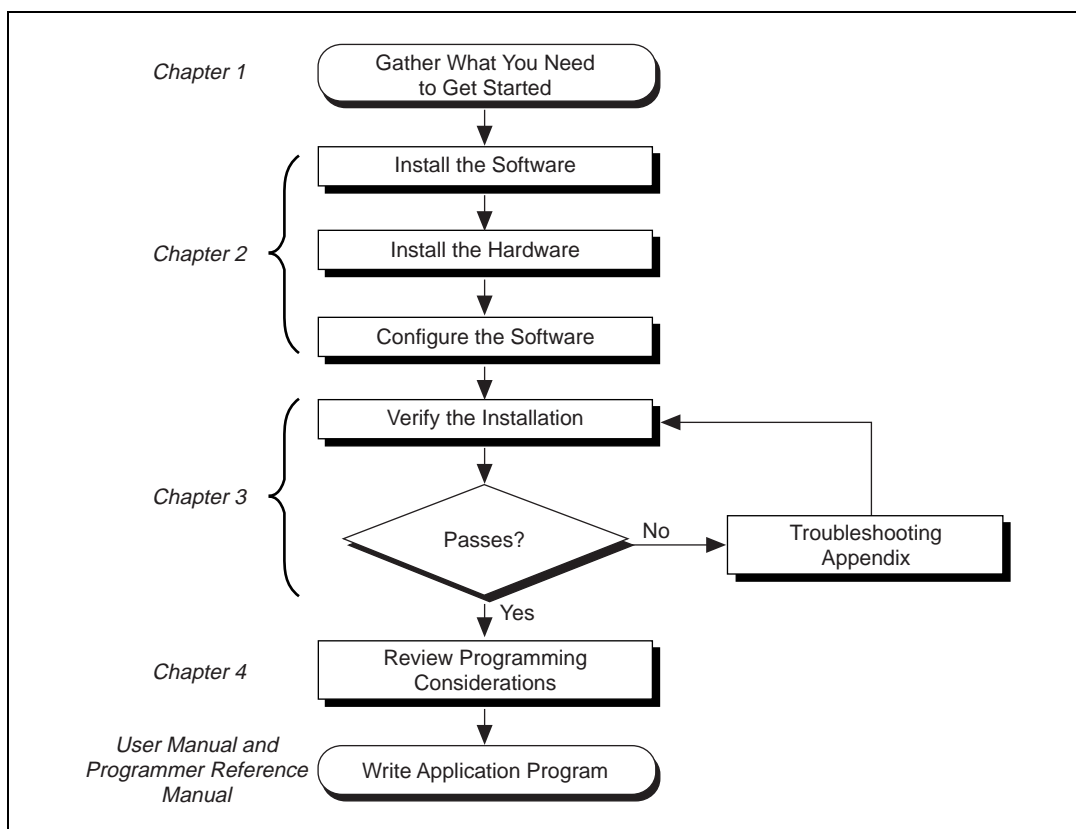 Chapter 1
Gather What You Need
to Get Started
Install the Software
Chapter 2
Install the Hardware
Configure the Software
Verify the Installation
Chapter 3
Passes?
No
Troubleshooting
Appendix
Yes
Chapter 4
Review Programming
Considerations
User Manual and
Programmer Reference
Manual
Write Application Program